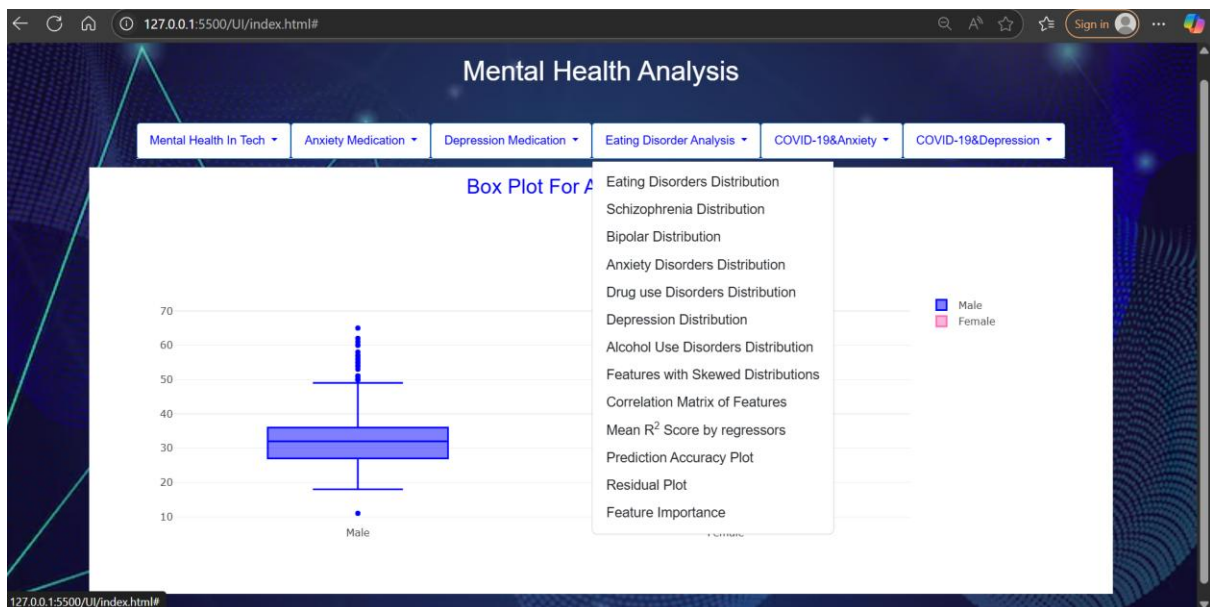 127.0.0.1:5500/UI/index.html#
Sign in
Mental Health Analysis
Mental Health In Tech
Anxiety Medication
Depression Medication
Eating Disorder Analysis
COVID-19&Anxiety
COVID-19&Depression
Box Plot For
Eating Disorders Distribution
Schizophrenia Distribution
Bipolar Distribution
Anxiety Disorders Distribution
Drug use Disorders Distribution
Depression Distribution
Alcohol Use Disorders Distribution
Features with Skewed Distributions
Correlation Matrix of Features
Mean R² Score by regressors
Prediction Accuracy Plot
Residual Plot
Feature Importance
70
60
50
40
30
20
10
Male
Male
Female
127.0.0.1:5500/UI/index.html#